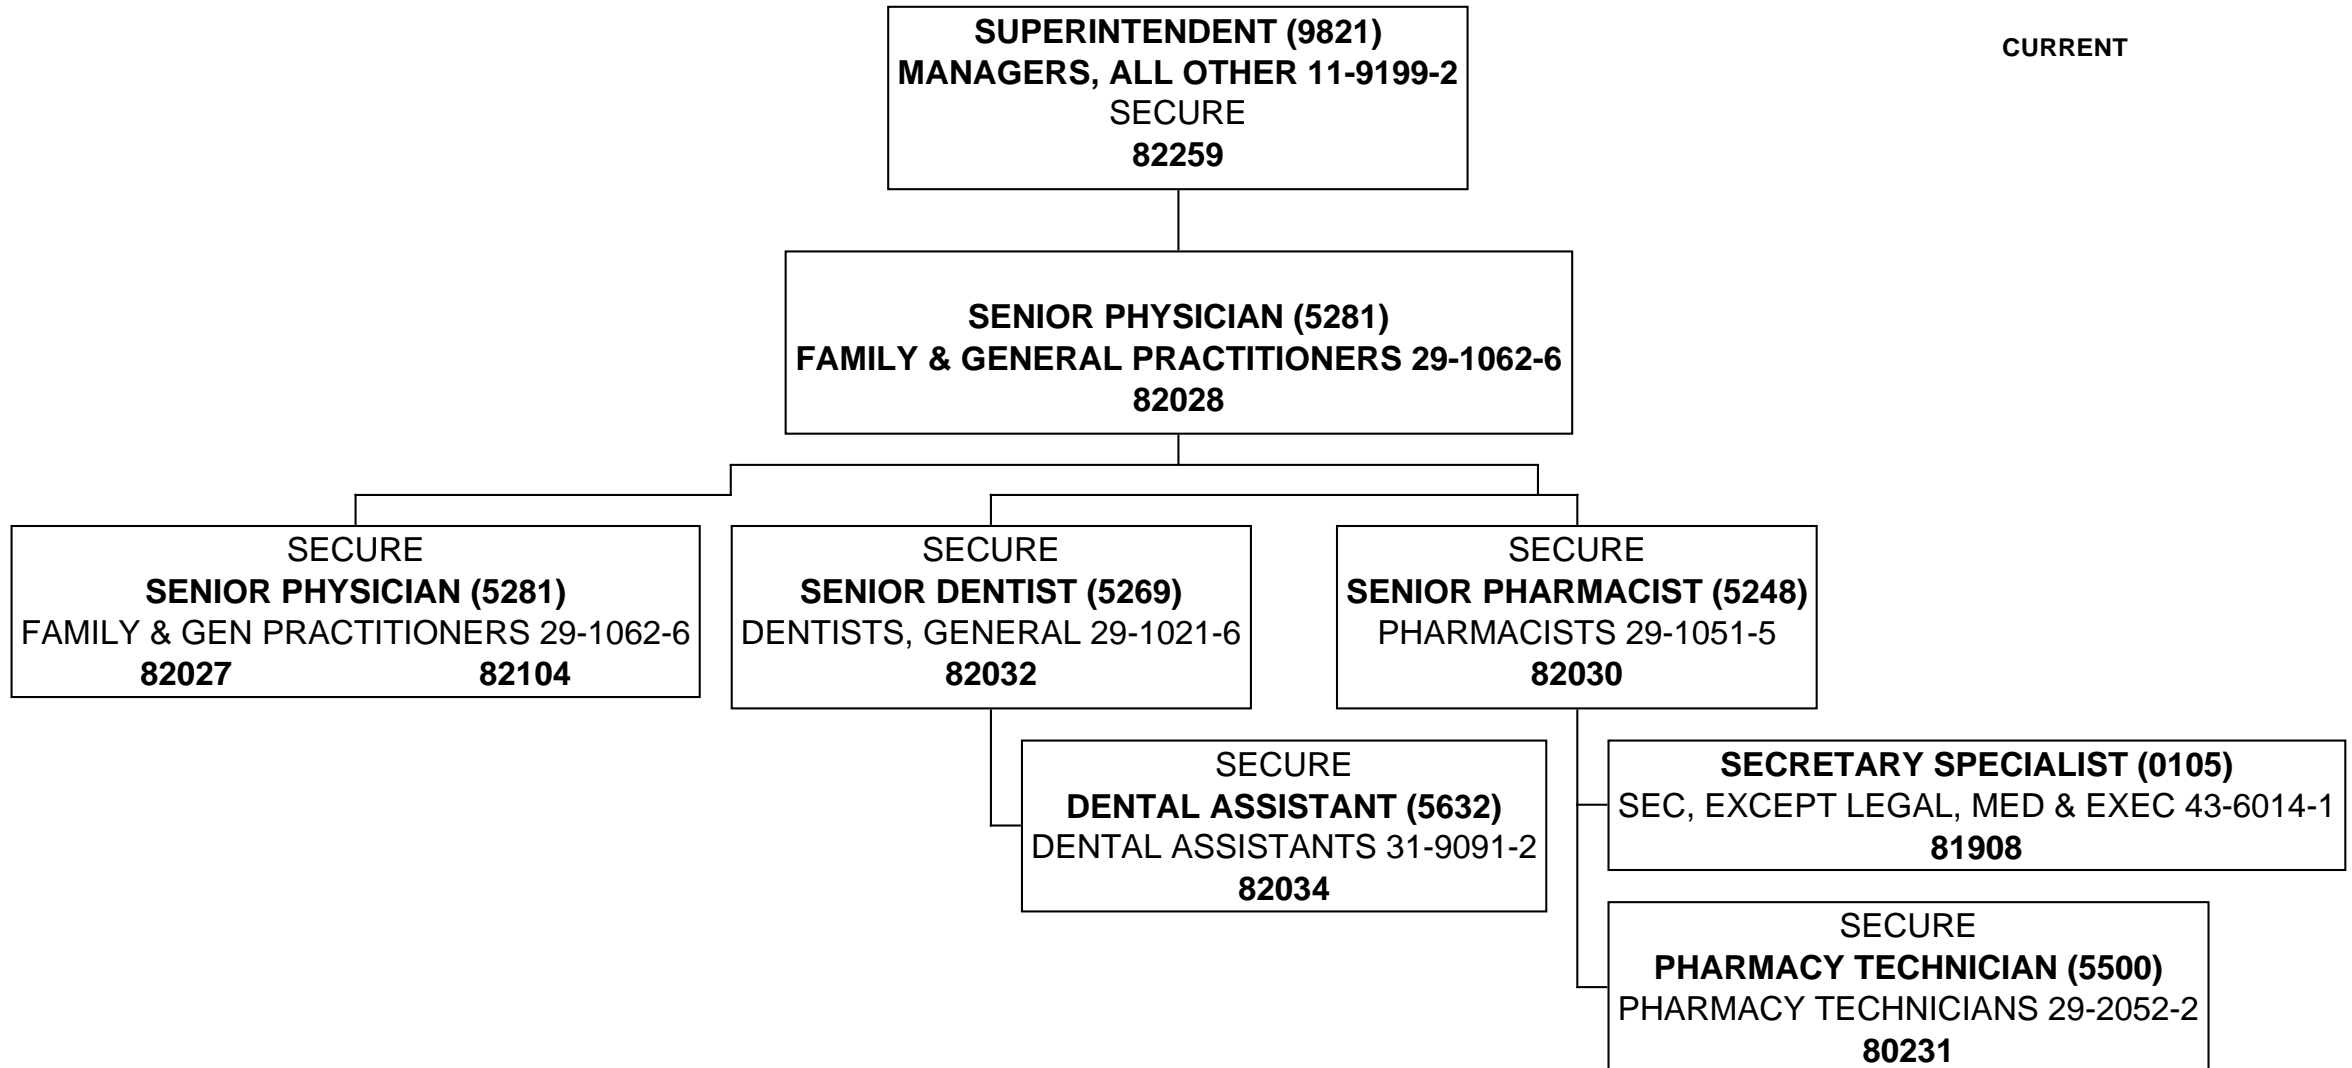 SUPERINTENDENT (9821)
MANAGERS, ALL OTHER 11-9199-2
SECURE
82259
CURRENT
SENIOR PHYSICIAN (5281)
FAMILY & GENERAL PRACTITIONERS 29-1062-6
82028
SECURE
SENIOR PHYSICIAN (5281)
FAMILY & GEN PRACTITIONERS 29-1062-6
82027 82104
SECURE
SENIOR DENTIST (5269)
DENTISTS, GENERAL 29-1021-6
82032
SECURE
SENIOR PHARMACIST (5248)
PHARMACISTS 29-1051-5
82030
SECURE
DENTAL ASSISTANT (5632)
DENTAL ASSISTANTS 31-9091-2
82034
SECRETARY SPECIALIST (0105)
SEC, EXCEPT LEGAL, MED & EXEC 43-6014-1
81908
SECURE
PHARMACY TECHNICIAN (5500)
PHARMACY TECHNICIANS 29-2052-2
80231